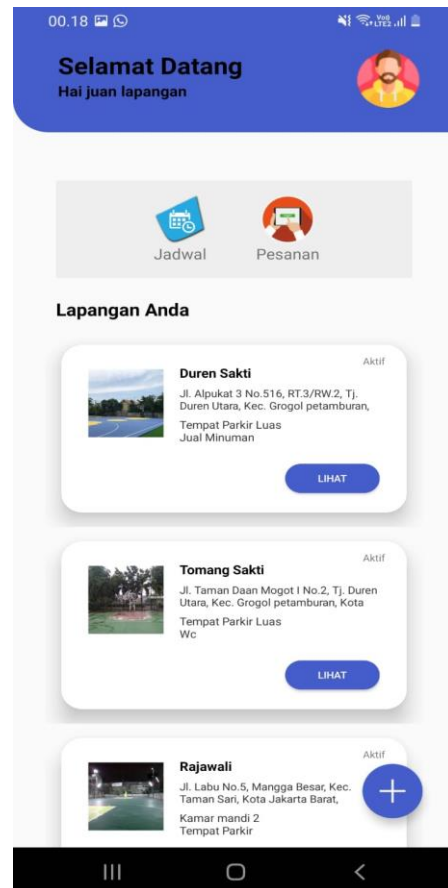 00.18
Vo))
LTE2
Selamat Datang
Hai juan lapangan
Jadwal
Pesanan
Lapangan Anda
Aktif
Duren Sakti
Jl. Alpukat 3 No.516, RT.3/RW.2, Tj.
Duren Utara, Kec. Grogol petamburan,
Tempat Parkir Luas
Jual Minuman
LIHAT
Aktif
Tomang Sakti
Jl. Taman Daan Mogot I No.2, Tj. Duren
Utara, Kec. Grogol petamburan, Kota
Tempat Parkir Luas
Wc
LIHAT
Aktif
Rajawali
Jl. Labu No.5, Mangga Besar, Kec.
Taman Sari, Kota Jakarta Barat,
Kamar mandi 2
Tempat Parkir